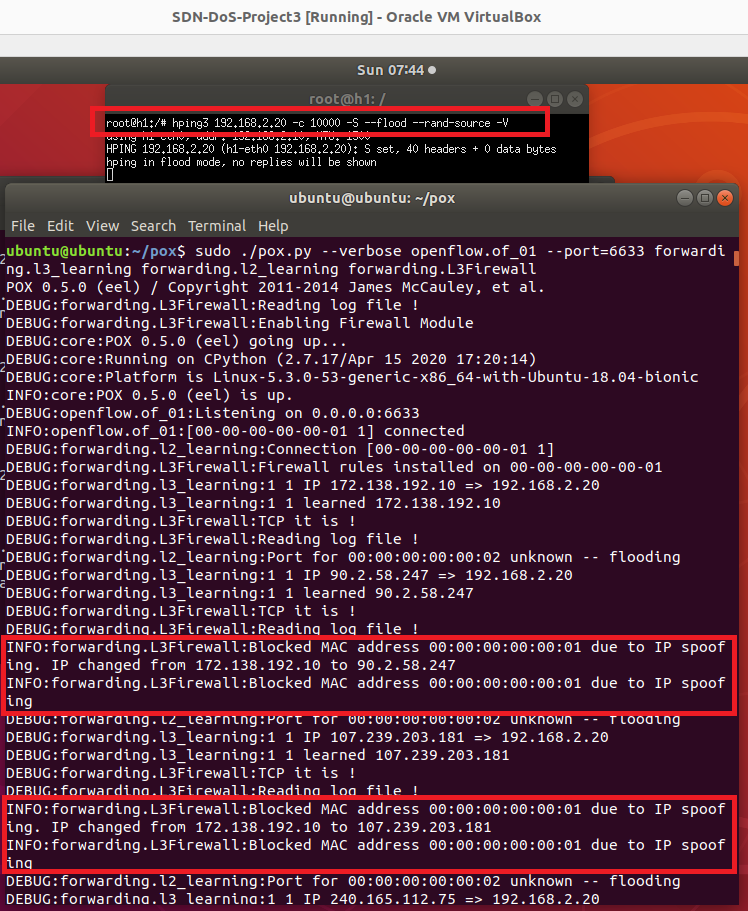 SDN-DoS-Project3 [Running] - Oracle VM VirtualBox
Sun 07:44
root@h1: /
root@h1:/# hping3 192.168.2.20 -c 10000 -S --flood --rand-source -V
using h1-eth0, addr: 192.168.2.10, MTU: 1500
HPING 192.168.2.20 (h1-eth0 192.168.2.20): S set, 40 headers + 0 data bytes
hping in flood mode, no replies will be shown
ubuntu@ubuntu: ~/pox
File Edit View Search Terminal Help
ubuntu@ubuntu:~/pox$ sudo ./pox.py --verbose openflow.of_01 --port=6633 forwardi
ng.l3_learning forwarding.l2_learning forwarding.L3Firewall
POX 0.5.0 (eel) / Copyright 2011-2014 James McCauley, et al.
DEBUG:forwarding.L3Firewall:Reading log file !
DEBUG:forwarding.L3Firewall:Enabling Firewall Module
DEBUG:core:POX 0.5.0 (eel) going up...
DEBUG:core:Running on CPython (2.7.17/Apr 15 2020 17:20:14)
DEBUG:core:Platform is Linux-5.3.0-53-generic-x86_64-with-Ubuntu-18.04-bionic
INFO:core:POX 0.5.0 (eel) is up.
DEBUG:openflow.of_01:Listening on 0.0.0.0:6633
INFO:openflow.of_01:[00-00-00-00-00-01 1] connected
DEBUG:forwarding.l2_learning:Connection [00-00-00-00-00-01 1]
DEBUG:forwarding.L3Firewall:Firewall rules installed on 00-00-00-00-00-01
DEBUG:forwarding.l3_learning:1 1 IP 172.138.192.10 => 192.168.2.20
DEBUG:forwarding.l3_learning:1 1 learned 172.138.192.10
DEBUG:forwarding.L3Firewall:TCP it is !
DEBUG:forwarding.L3Firewall:Reading log file !
DEBUG:forwarding.l2_learning:Port for 00:00:00:00:00:02 unknown -- flooding
DEBUG:forwarding.l3_learning:1 1 IP 90.2.58.247 => 192.168.2.20
DEBUG:forwarding.l3_learning:1 1 learned 90.2.58.247
DEBUG:forwarding.L3Firewall:TCP it is !
DEBUG:forwarding.L3Firewall:Reading log file !
INFO:forwarding.L3Firewall:Blocked MAC address 00:00:00:00:00:01 due to IP spoof
ing. IP changed from 172.138.192.10 to 90.2.58.247
INFO:forwarding.L3Firewall:Blocked MAC address 00:00:00:00:00:01 due to IP spoof
ing
DEBUG:forwarding.l2_learning:Port for 00:00:00:00:00:02 unknown -- flooding
DEBUG:forwarding.l3_learning:1 1 IP 107.239.203.181 => 192.168.2.20
DEBUG:forwarding.l3_learning:1 1 learned 107.239.203.181
DEBUG:forwarding.L3Firewall:TCP it is !
DEBUG:forwarding.L3Firewall:Reading log file !
INFO:forwarding.L3Firewall:Blocked MAC address 00:00:00:00:00:01 due to IP spoof
ing. IP changed from 172.138.192.10 to 107.239.203.181
INFO:forwarding.L3Firewall:Blocked MAC address 00:00:00:00:00:01 due to IP spoof
ing
DEBUG:forwarding.l2_learning:Port for 00:00:00:00:00:02 unknown -- flooding
DEBUG:forwarding.l3_learning:1 1 IP 240.165.112.75 => 192.168.2.20